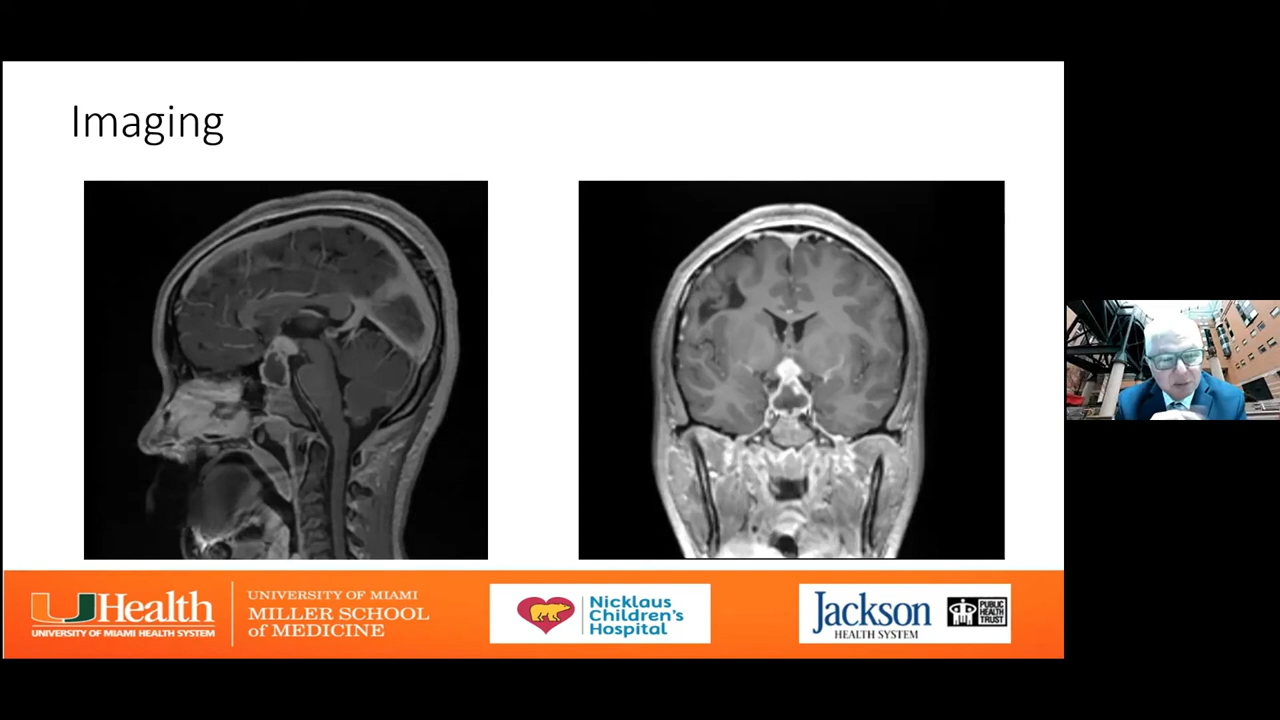 Imaging
UHealth
UNIVERSITY OF MIAMI HEALTH SYSTEM
UNIVERSITY OF MIAMI
MILLER SCHOOL
of MEDICINE
Nicklaus
Children's
Hospital
Jackson
HEALTH SYSTEM
PUBLIC
HEALTH
TRUST